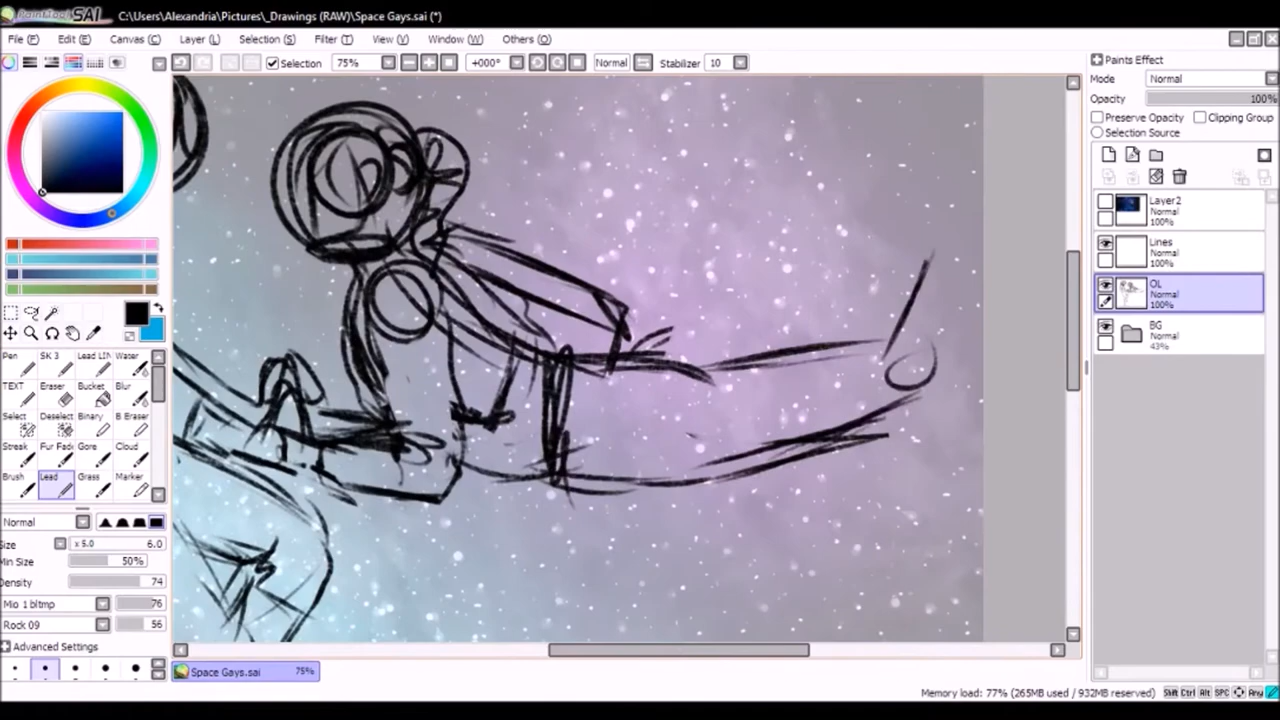 PaintTool SAI C:\Users\Alexandria\Pictures\_Drawings (RAW)\Space Gays.sai (*)
File (F) Edit (E) Canvas (C) Layer (L) Selection (S) Filter (T) View (V) Window (W) Others (O)
Selection 75% +000° Normal Stabilizer 10
Paints Effect
Mode Normal
Opacity 100%
Preserve Opacity Clipping Group
Selection Source
Layer2
Normal
100%
Lines
Normal
100%
OL
Normal
100%
BG
Normal
43%
Pen SK 3 Lead LIN Water
TEXT Eraser Bucket Blur
Select Deselect Binary B Eraser
Streak Fur Fade Gore Cloud
Brush Lead Grass Marker
Normal
Size x 5.0 6.0
Min Size 50%
Density 74
Mio 1 bltmp 76
Rock 09 56
Advanced Settings
Space Gays.sai 75%
Memory load: 77% (265MB used / 932MB reserved) Shift Ctrl Alt SPC Any